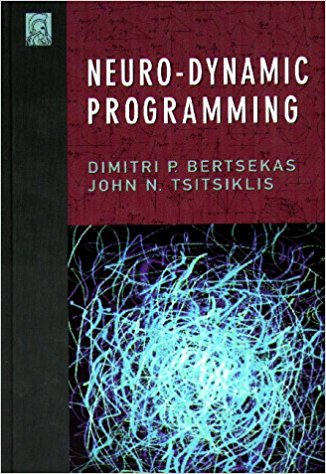 NEURO-DYNAMIC
PROGRAMMING
DIMITRI P. BERTSEKAS
JOHN N. TSITSIKLIS